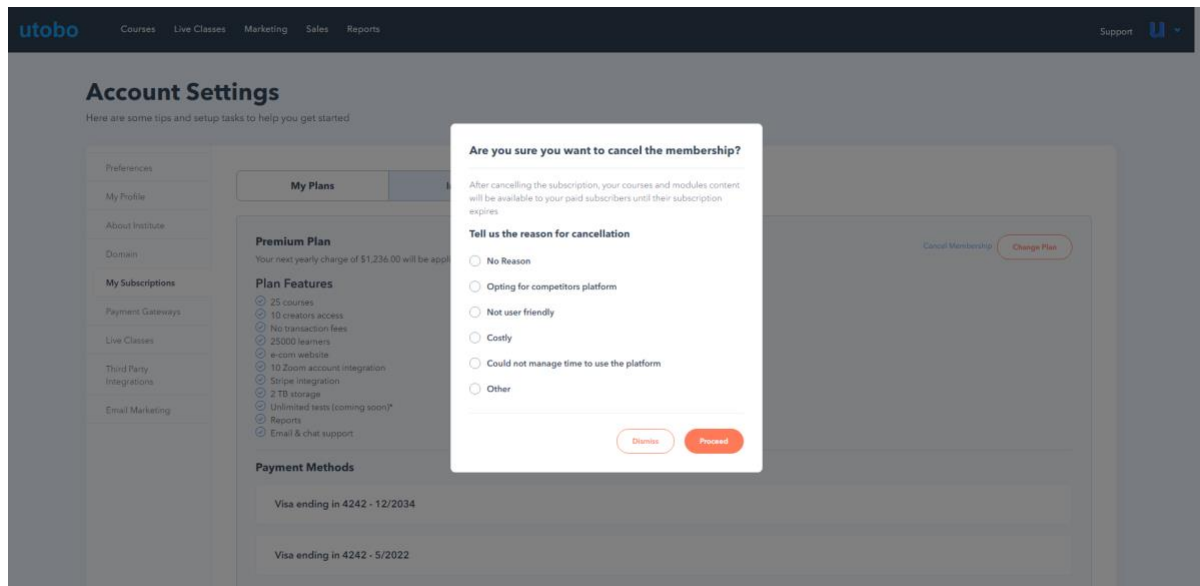 utobo
Courses Live Classes Marketing Sales Reports
Support
Account Settings
Here are some tips and setup tasks to help you get started
Preferences
My Profile
About Institute
Domain
My Subscriptions
Payment Gateways
Live Classes
Third Party
Integrations
Email Marketing
My Plans
Premium Plan
Cancel Membership
Change Plan
Your next yearly charge of $1,236.00 will be
Plan Features
25 courses
10 creators access
No transaction fees
25000 learners
e-com website
10 Zoom account integration
Stripe integration
2 TB storage
Unlimited tests (coming soon)*
Reports
Email & chat support
Payment Methods
Visa ending in 4242 - 12/2034
Visa ending in 4242 - 5/2022
Are you sure you want to cancel the membership?
After cancelling the subscription, your courses and modules content
will be available to your paid subscribers until their subscription
expires
Tell us the reason for cancellation
No Reason
Opting for competitors platform
Not user friendly
Costly
Could not manage time to use the platform
Other
Dismiss
Proceed